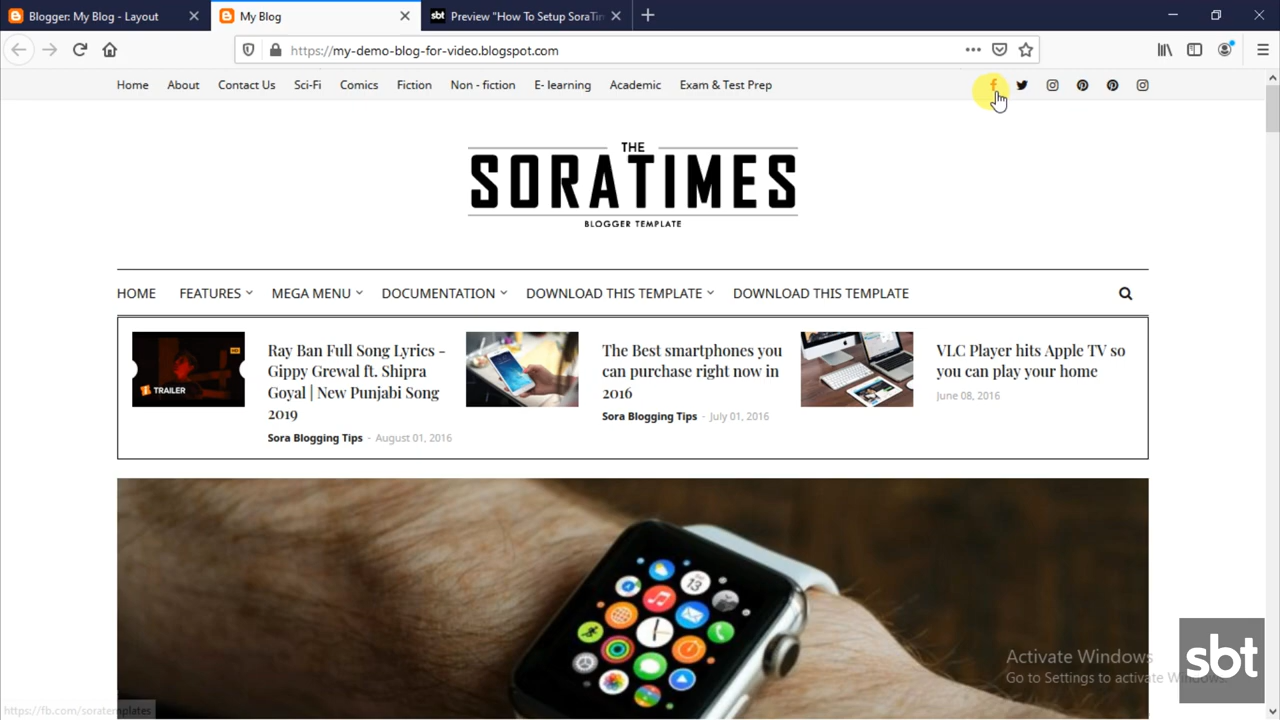 Blogger: My Blog - Layout
My Blog
sbt Preview "How To Setup SoraTim
https://my-demo-blog-for-video.blogspot.com
Home About Contact Us Sci-Fi Comics Fiction Non - fiction E- learning Academic Exam & Test Prep
THE
SORATIMES
BLOGGER TEMPLATE
HOME FEATURES MEGA MENU DOCUMENTATION DOWNLOAD THIS TEMPLATE DOWNLOAD THIS TEMPLATE
TRAILER
Ray Ban Full Song Lyrics -
Gippy Grewal ft. Shipra
Goyal | New Punjabi Song
2019
Sora Blogging Tips - August 01, 2016
The Best smartphones you
can purchase right now in
2016
Sora Blogging Tips - July 01, 2016
VLC Player hits Apple TV so
you can play your home
June 08, 2016
13
Activate Windows
Go to Settings to activate Windows.
sbt
https://fb.com/soratemplates